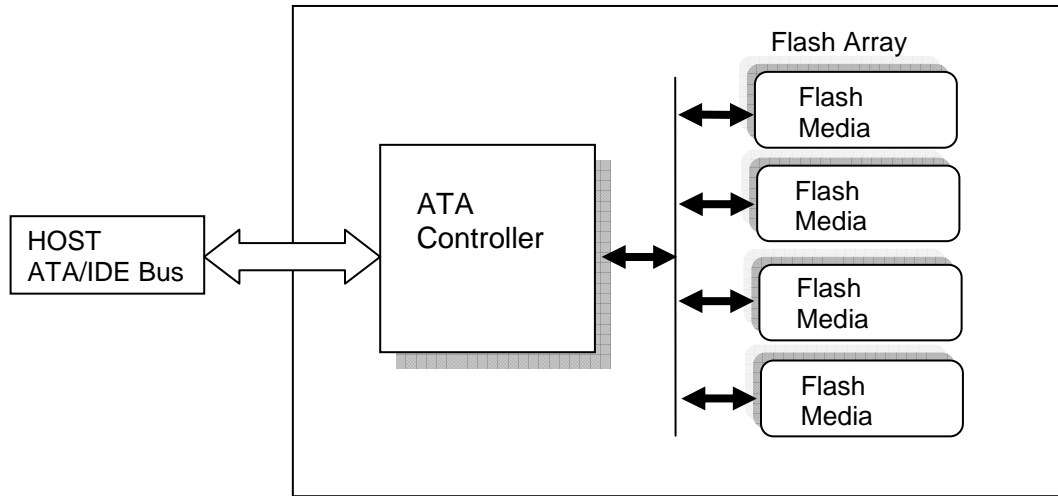 Flash Array
Flash
Media
Flash
Media
ATA
Controller
HOST
ATA/IDE Bus
Flash
Media
Flash
Media